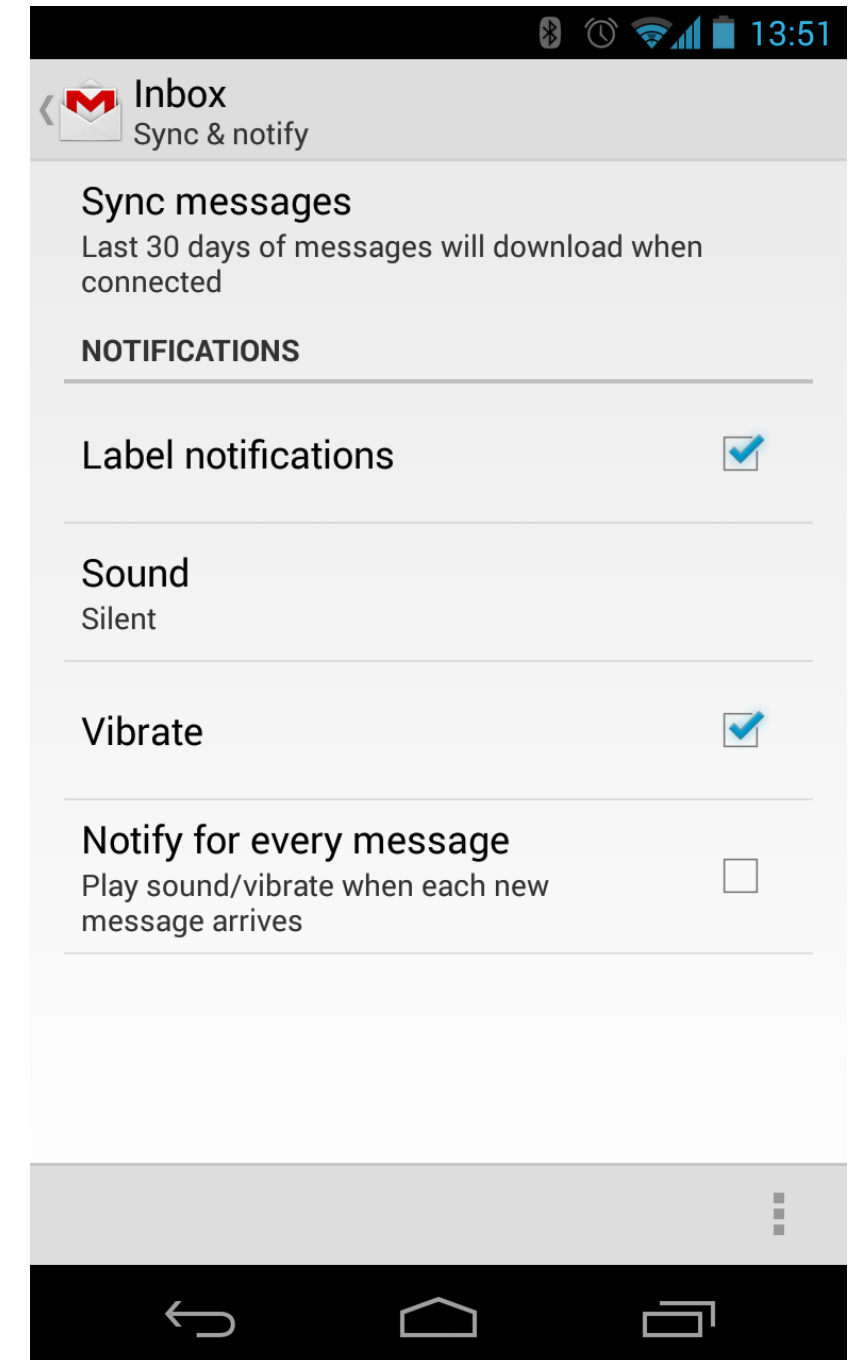 13:51
Inbox
Sync & notify
Sync messages
Last 30 days of messages will download when
connected
NOTIFICATIONS
Label notifications
Sound
Silent
Vibrate
Notify for every message
Play sound/vibrate when each new
message arrives